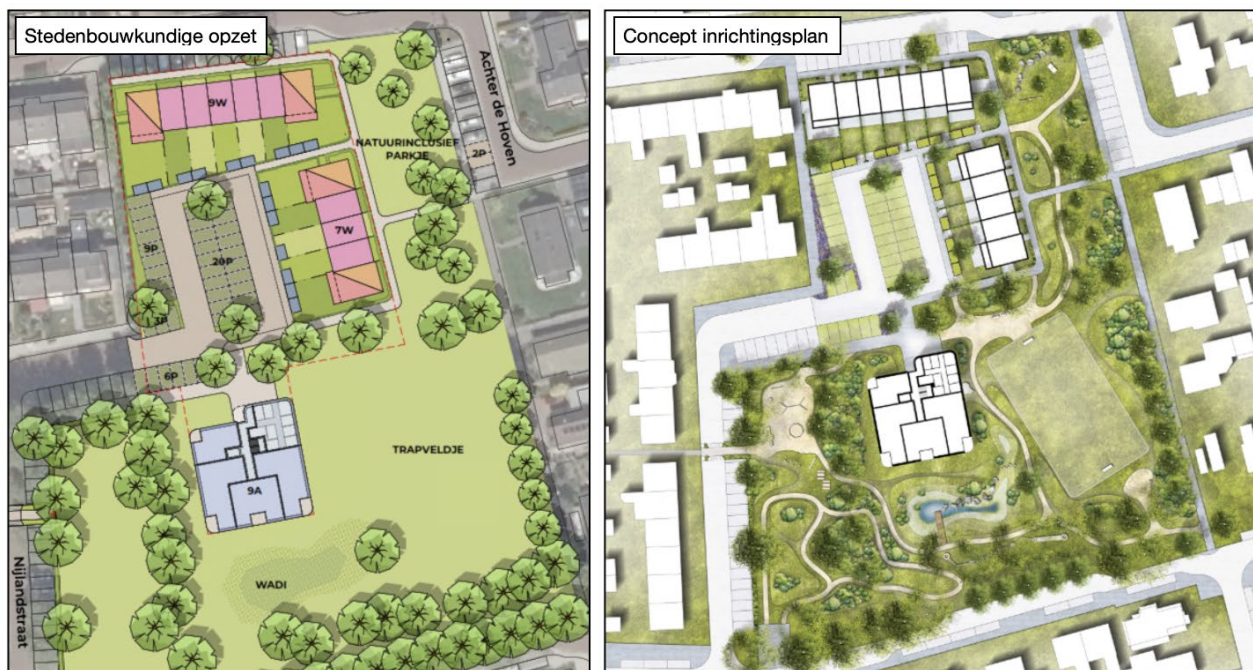 Stedenbouwkundige opzet
Concept inrichtingsplan
9W
Achter de Hoven
NATUURINCLUSIEF
PARKJE
2P
9P
20P
7W
3P
6P
TRAPVELDJE
9A
WADI
Nijlandstraat